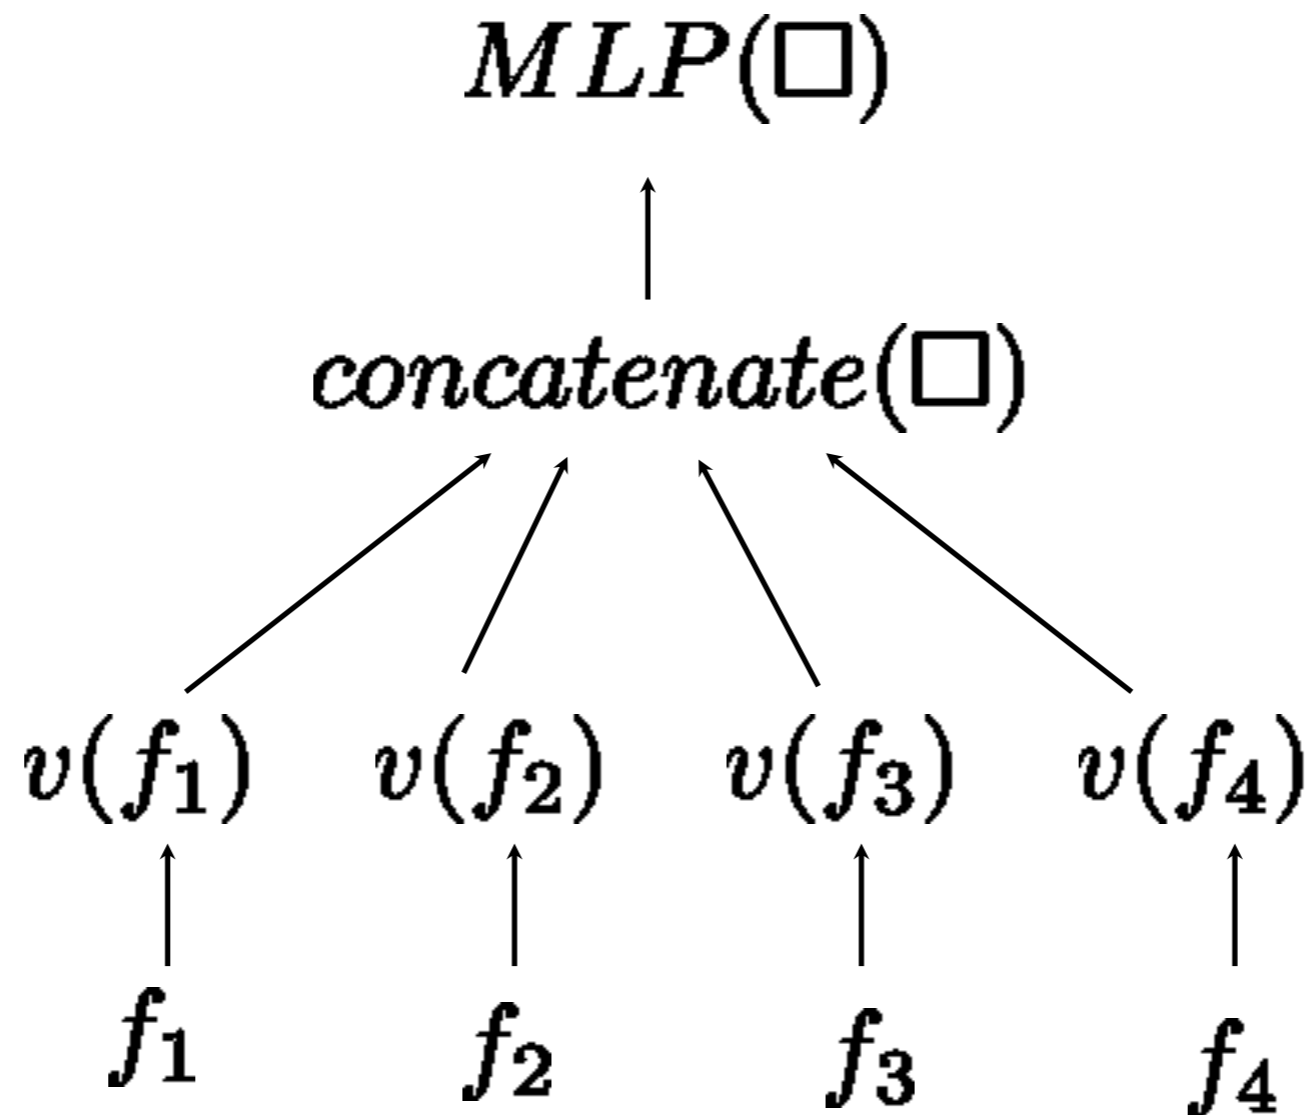 MLP(□)
concatenate(□)
v(f₁) v(f₂) v(f₃) v(f₄)
f₁ f₂ f₃ f₄